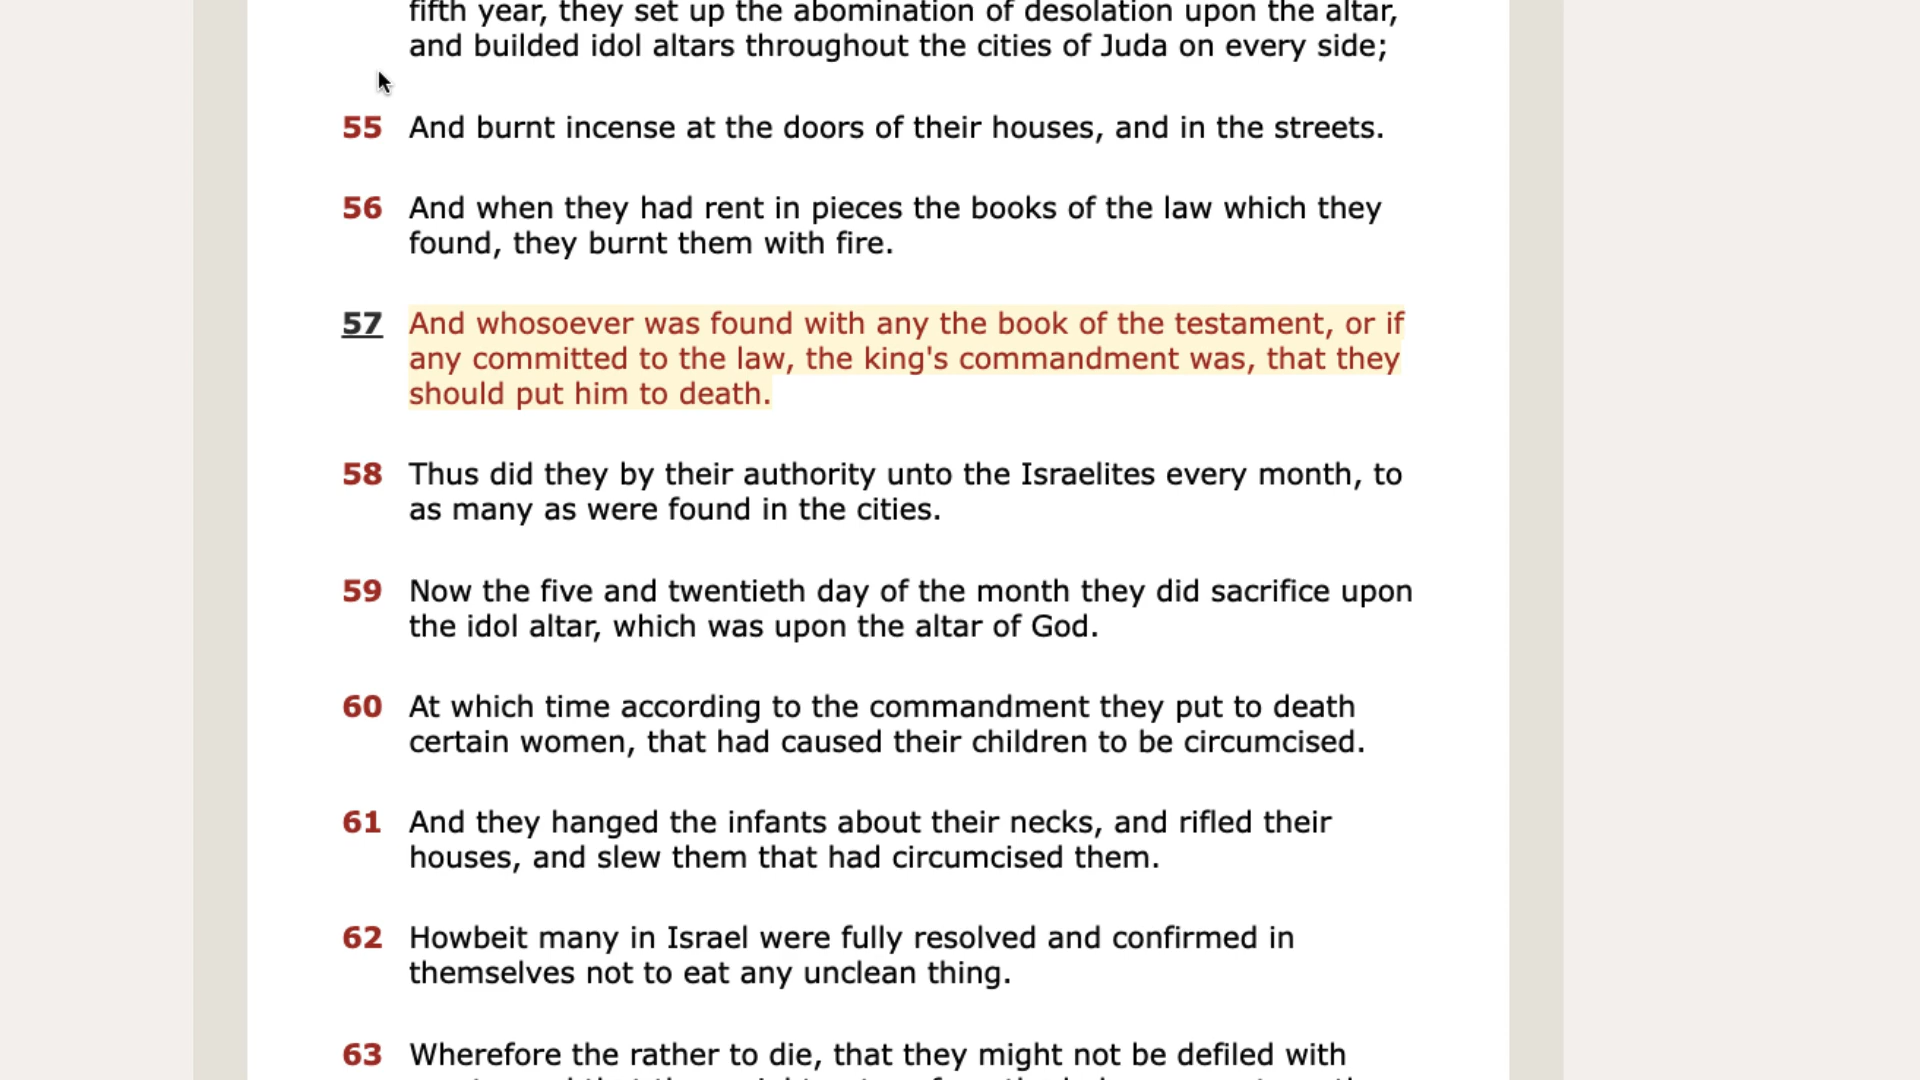 fifth year, they set up the abomination of desolation upon the altar,
and builded idol altars throughout the cities of Juda on every side;
55 And burnt incense at the doors of their houses, and in the streets.
56 And when they had rent in pieces the books of the law which they
found, they burnt them with fire.
57 And whosoever was found with any the book of the testament, or if
any committed to the law, the king's commandment was, that they
should put him to death.
58 Thus did they by their authority unto the Israelites every month, to
as many as were found in the cities.
59 Now the five and twentieth day of the month they did sacrifice upon
the idol altar, which was upon the altar of God.
60 At which time according to the commandment they put to death
certain women, that had caused their children to be circumcised.
61 And they hanged the infants about their necks, and rifled their
houses, and slew them that had circumcised them.
62 Howbeit many in Israel were fully resolved and confirmed in
themselves not to eat any unclean thing.
63 Wherefore the rather to die, that they might not be defiled with